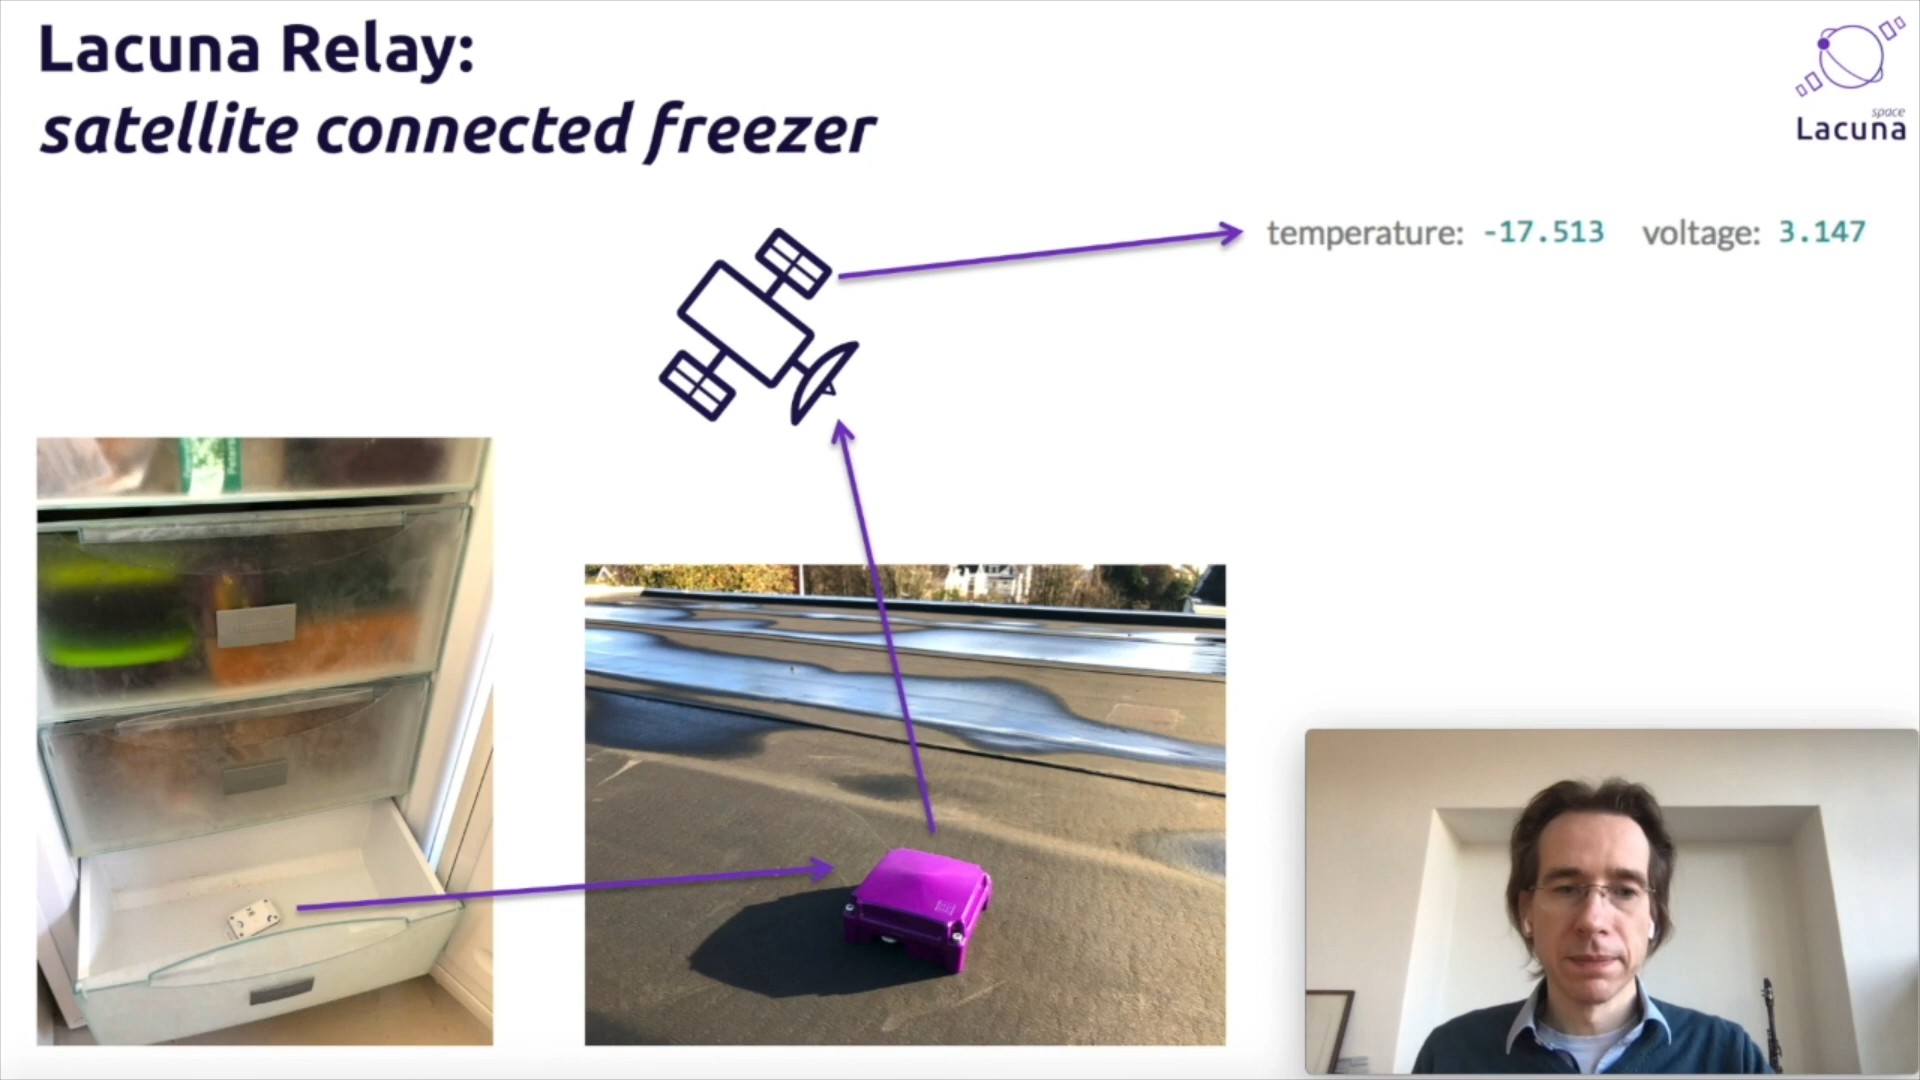 Lacuna Relay:
satellite connected freezer
space
Lacuna
temperature: -17.513 voltage: 3.147